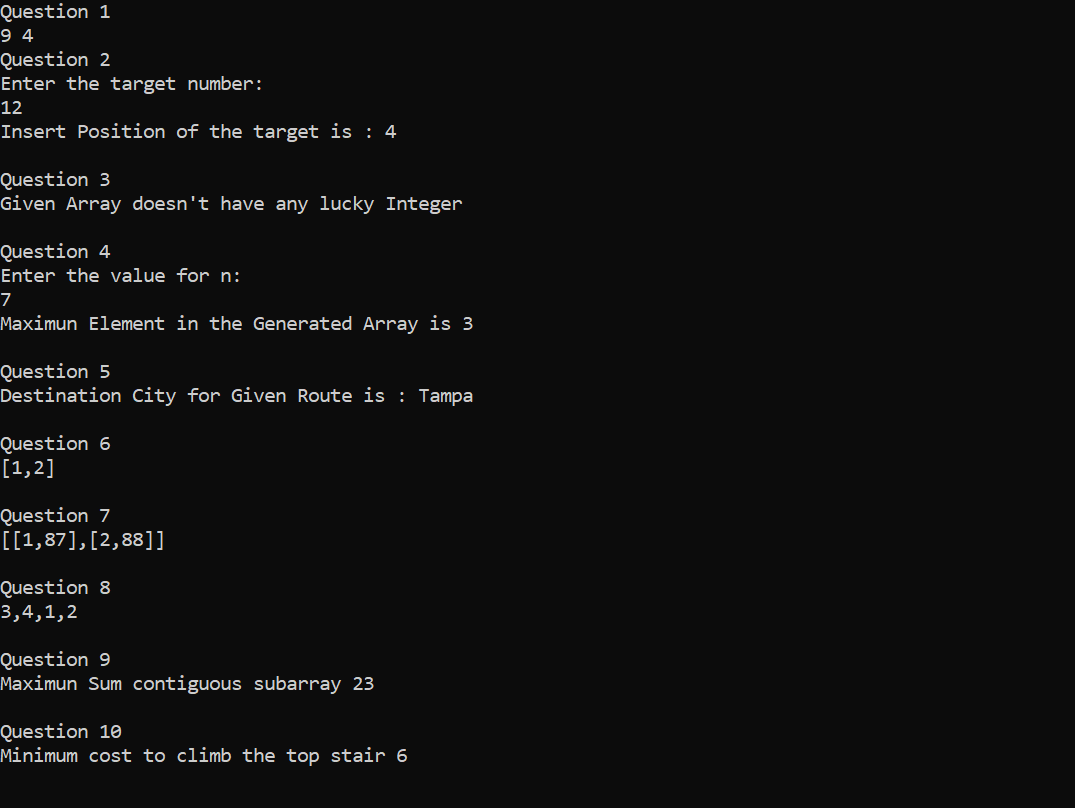 Question 1
9 4
Question 2
Enter the target number:
12
Insert Position of the target is : 4
Question 3
Given Array doesn't have any lucky Integer
Question 4
Enter the value for n:
7
Maximun Element in the Generated Array is 3
Question 5
Destination City for Given Route is : Tampa
Question 6
[1,2]
Question 7
[[1,87],[2,88]]
Question 8
3,4,1,2
Question 9
Maximun Sum contiguous subarray 23
Question 10
Minimum cost to climb the top stair 6